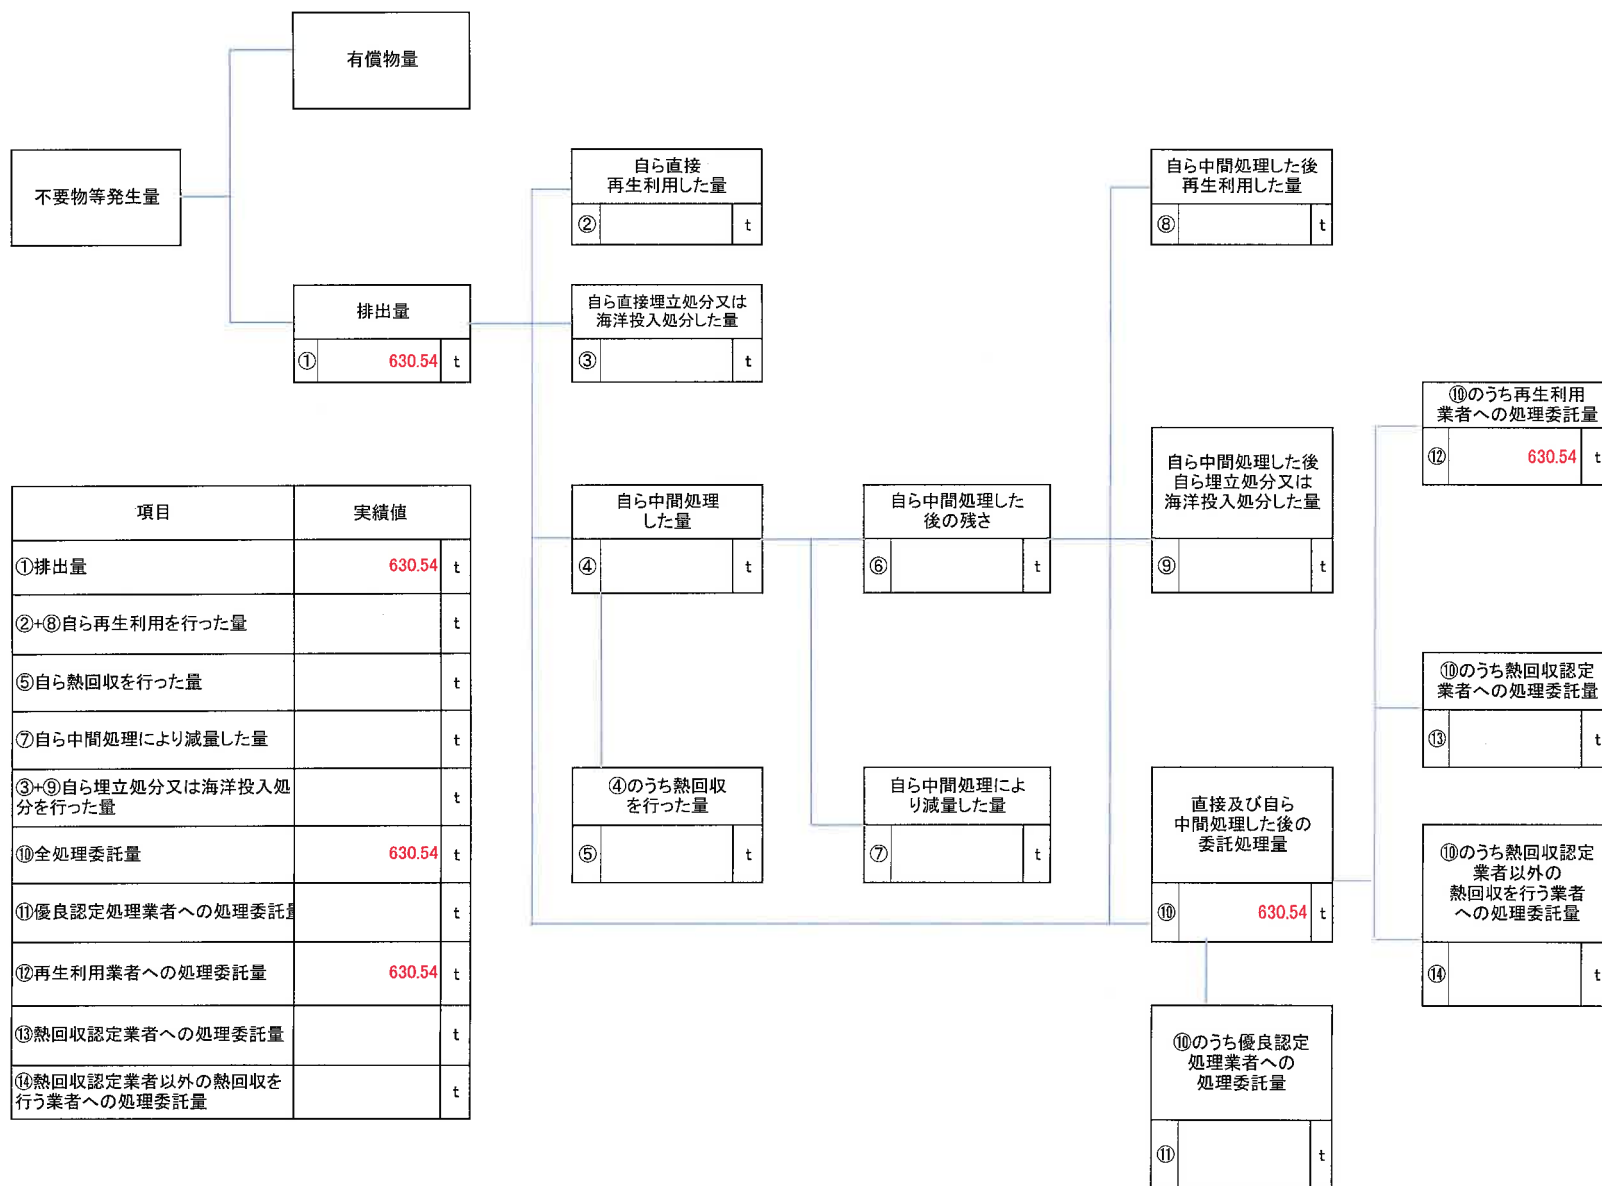 有償物量
不要物等発生量
排出量
① 630.54 t
自ら直接
再生利用した量
② t
自ら直接埋立処分又は
海洋投入処分した量
③ t
自ら中間処理
した量
④ t
④のうち熱回収
を行った量
⑤ t
自ら中間処理した
後の残さ
⑥ t
自ら中間処理によ
り減量した量
⑦ t
自ら中間処理した後
再生利用した量
⑧ t
自ら中間処理した後
自ら埋立処分又は
海洋投入処分した量
⑨ t
直接及び自ら
中間処理した後の
委託処理量
⑩ 630.54 t
⑩のうち優良認定
処理業者への
処理委託量
⑪ t
⑩のうち再生利用
業者への処理委託量
⑫ 630.54 t
⑩のうち熱回収認定
業者への処理委託量
⑬ t
⑩のうち熱回収認定
業者以外の
熱回収を行う業者
への処理委託量
⑭ t
項目 実績値
①排出量 630.54 t
②+⑧自ら再生利用を行った量 t
⑤自ら熱回収を行った量 t
⑦自ら中間処理により減量した量 t
③+⑨自ら埋立処分又は海洋投入処
分を行った量 t
⑩全処理委託量 630.54 t
⑪優良認定処理業者への処理委託量 t
⑫再生利用業者への処理委託量 630.54 t
⑬熱回収認定業者への処理委託量 t
⑭熱回収認定業者以外の熱回収を
行う業者への処理委託量 t